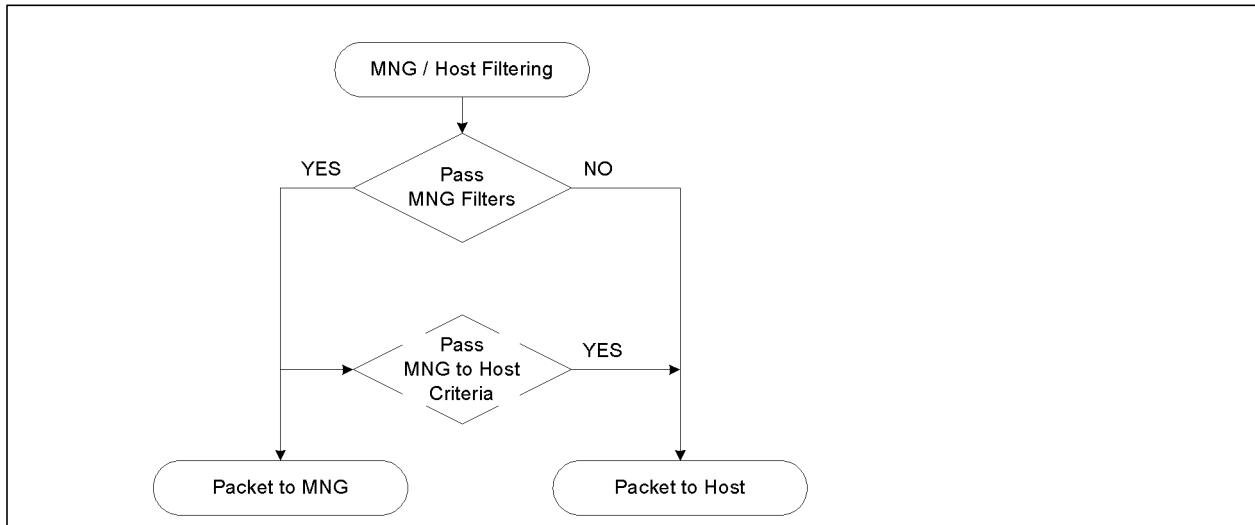 MNG / Host Filtering
YES
Pass
MNG Filters
NO
Pass
MNG to Host
Criteria
YES
Packet to MNG
Packet to Host